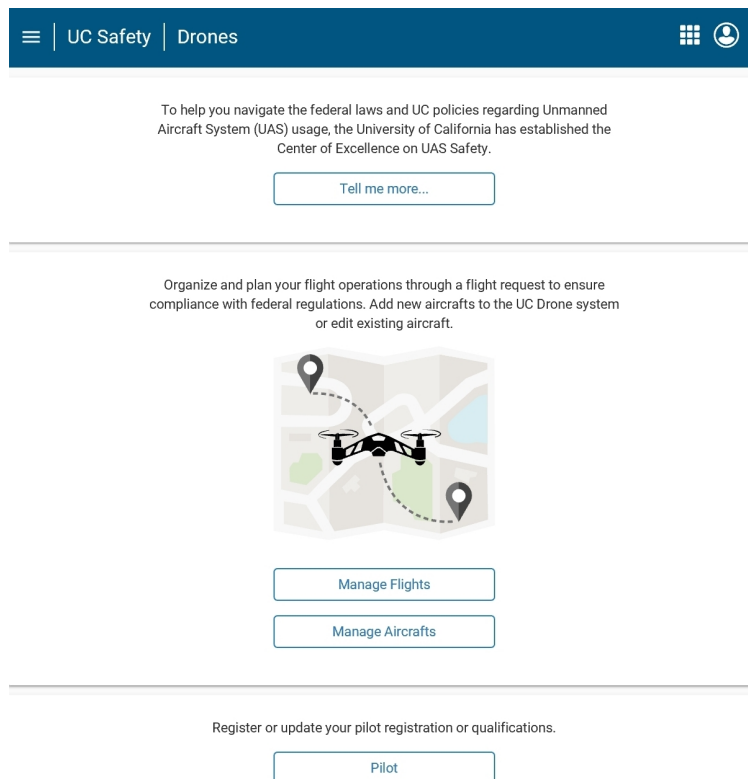 UC Safety | Drones
To help you navigate the federal laws and UC policies regarding Unmanned
Aircraft System (UAS) usage, the University of California has established the
Center of Excellence on UAS Safety.
Tell me more...
Organize and plan your flight operations through a flight request to ensure
compliance with federal regulations. Add new aircrafts to the UC Drone system
or edit existing aircraft.
Manage Flights
Manage Aircrafts
Register or update your pilot registration or qualifications.
Pilot